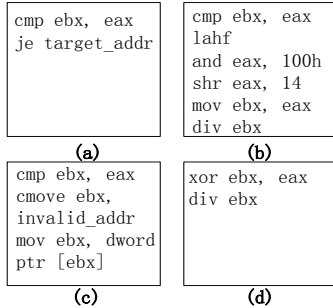 cmp ebx, eax
je target_addr
(a)
cmp ebx, eax
lahf
and eax, 100h
shr eax, 14
mov ebx, eax
div ebx
(b)
cmp ebx, eax
cmove ebx,
invalid_addr
mov ebx, dword
ptr [ebx]
(c)
xor ebx, eax
div ebx
(d)